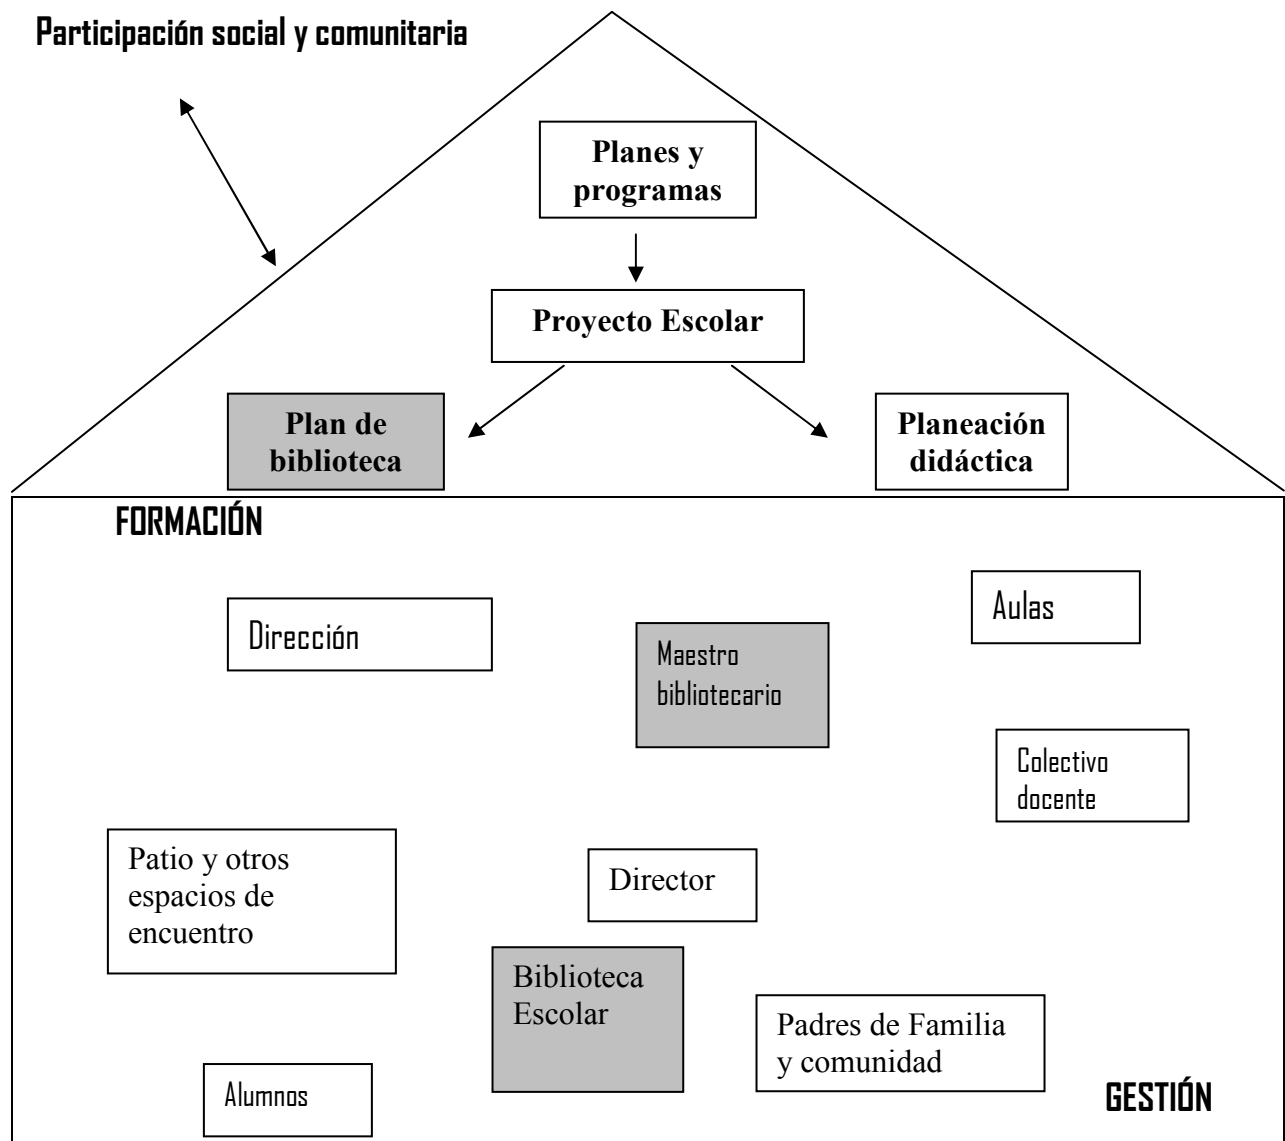 Participación social y comunitaria
Planes y
programas
Proyecto Escolar
Plan de
biblioteca
Planeación
didáctica
FORMACIÓN
Dirección
Maestro
bibliotecario
Aulas
Colectivo
docente
Patio y otros
espacios de
encuentro
Director
Biblioteca
Escolar
Padres de Familia
y comunidad
Alumnos
GESTIÓN